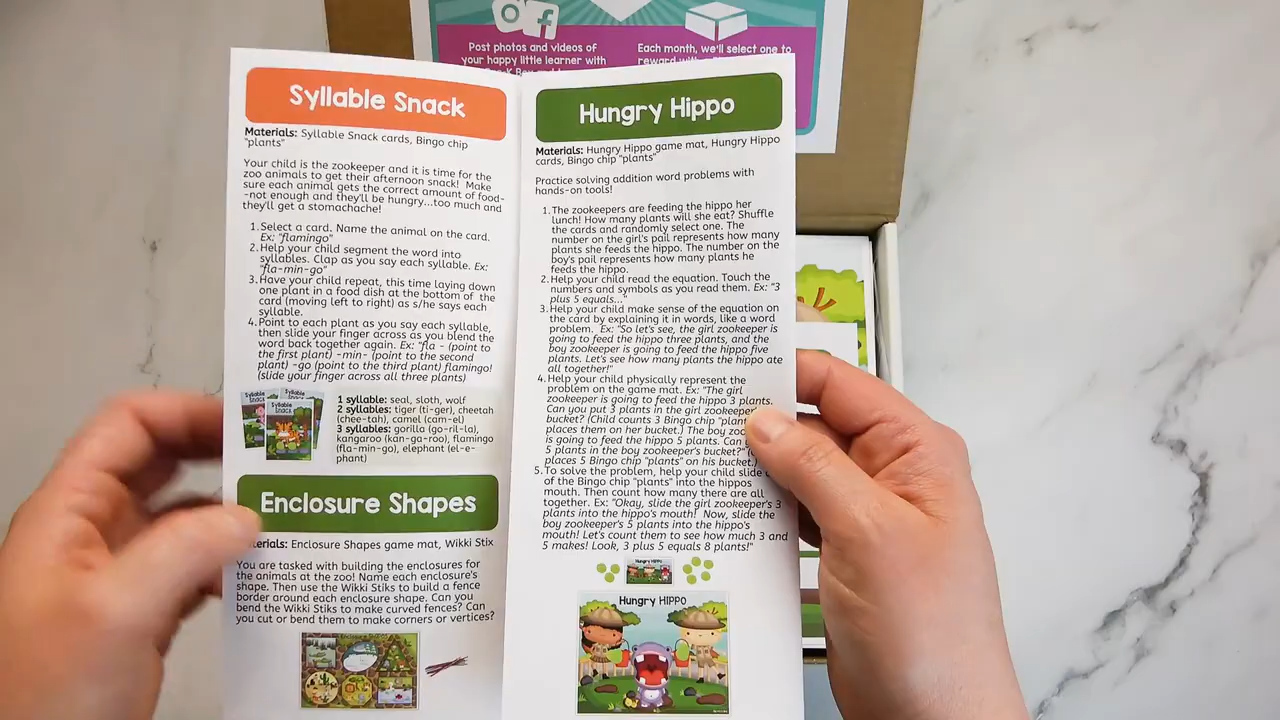 Post photos and videos of
your happy little learner with
Each month, we'll select one to
reward
Syllable Snack
Materials: Syllable Snack cards, Bingo chip
"plants"
Your child is the zookeeper and it is time for the
zoo animals to get their afternoon snack! Make
sure each animal gets the correct amount of food-
-not enough and they'll be hungry...too much and
they'll get a stomachache!
1. Select a card. Name the animal on the card.
Ex: "flamingo"
2. Help your child segment the word into
syllables. Clap as you say each syllable. Ex:
"fla-min-go"
3. Have your child repeat, this time laying down
one plant in a food dish at the bottom of the
card (moving left to right) as s/he says each
syllable.
4. Point to each plant as you say each syllable,
then slide your finger across as you blend the
word back together again. Ex: "fla - (point to
the first plant) -min- (point to the second
plant) -go (point to the third plant) flamingo!
(slide your finger across all three plants)
Syllable Snack
Syllable Snack
Syllable Snack
1 syllable: seal, sloth, wolf
2 syllables: tiger (ti-ger), cheetah
(chee-tah), camel (cam-el)
3 syllables: gorilla (go-ril-la),
kangaroo (kan-ga-roo), flamingo
(fla-min-go), elephant (el-e-
phant)
Enclosure Shapes
erials: Enclosure Shapes game mat, Wikki Stix
You are tasked with building the enclosures for
the animals at the zoo! Name each enclosure's
shape. Then use the Wikki Stiks to build a fence
border around each enclosure shape. Can you
bend the Wikki Stiks to make curved fences? Can
you cut or bend them to make corners or vertices?
Hungry Hippo
Materials: Hungry Hippo game mat, Hungry Hippo
cards, Bingo chip "plants"
Practice solving addition word problems with
hands-on tools!
1. The zookeepers are feeding the hippo her
lunch! How many plants will she eat? Shuffle
the cards and randomly select one. The
number on the girl's pail represents how many
plants she feeds the hippo. The number on the
boy's pail represents how many plants he
feeds the hippo.
2. Help your child read the equation. Touch the
numbers and symbols as you read them. Ex: "3
plus 5 equals..."
3. Help your child make sense of the equation on
the card by explaining it in words, like a word
problem. Ex: "So let's see, the girl zookeeper is
going to feed the hippo three plants, and the
boy zookeeper is going to feed the hippo five
plants. Let's see how many plants the hippo ate
all together!"
4. Help your child physically represent the
problem on the game mat. Ex: "The girl
zookeeper is going to feed the hippo 3 plants.
Can you put 3 plants in the girl zookeeper
bucket? (Child counts 3 Bingo chip "plant
places them on her bucket.) The boy zoo
is going to feed the hippo 5 plants. Can
5 plants in the boy zookeeper's bucket?"
places 5 Bingo chip "plants" on his bucket.)
5. To solve the problem, help your child slide
of the Bingo chip "plants" into the hippos
mouth. Then count how many there are all
together. Ex: "Okay, slide the girl zookeeper's 3
plants into the hippo's mouth! Now, slide the
boy zookeeper's 5 plants into the hippo's
mouth! Let's count them to see how much 3 and
5 makes! Look, 3 plus 5 equals 8 plants!"
Hungry Hippo
Hungry Hippo